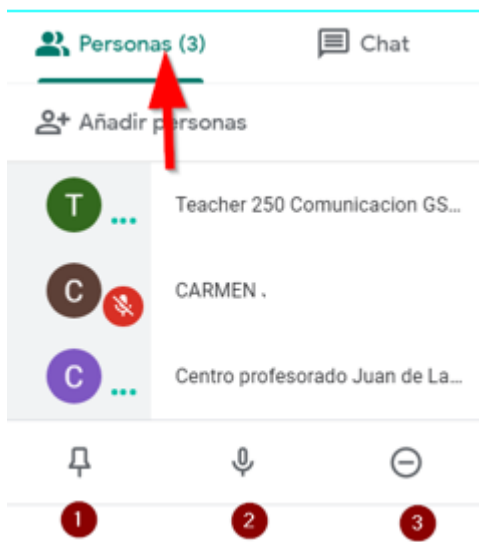 Personas (3)
Chat
Añadir personas
T
Teacher 250 Comunicacion GS...
C
CARMEN .
C
Centro profesorado Juan de La...
1
2
3